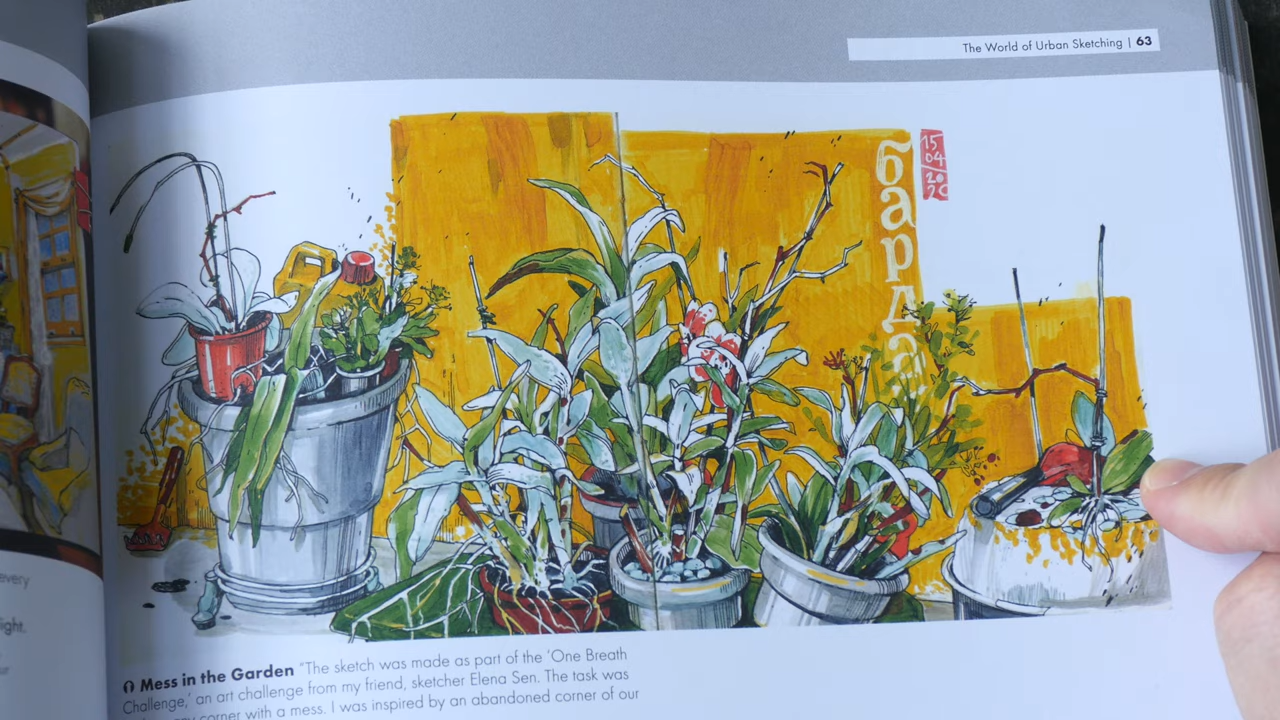 The World of Urban Sketching | 63
бардак
15
04
20
20
Mess in the Garden "The sketch was made as part of the 'One Breath
Challenge,' an art challenge from my friend, sketcher Elena Sen. The task was
corner with a mess. I was inspired by an abandoned corner of our
every
light.